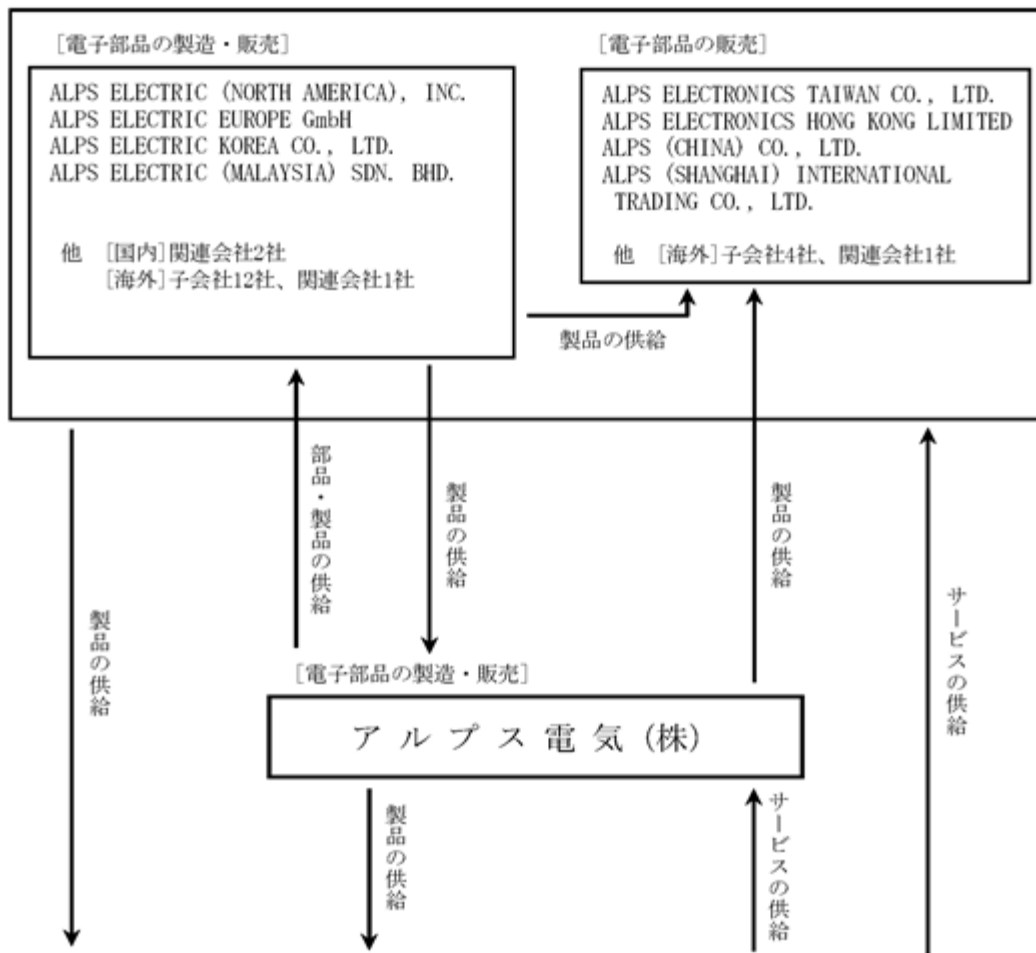 [電子部品の製造・販売]
ALPS ELECTRIC (NORTH AMERICA), INC.
ALPS ELECTRIC EUROPE GmbH
ALPS ELECTRIC KOREA CO., LTD.
ALPS ELECTRIC (MALAYSIA) SDN. BHD.
他 [国内]関連会社2社
[海外]子会社12社、関連会社1社
[電子部品の販売]
ALPS ELECTRONICS TAIWAN CO., LTD.
ALPS ELECTRONICS HONG KONG LIMITED
ALPS (CHINA) CO., LTD.
ALPS (SHANGHAI) INTERNATIONAL
TRADING CO., LTD.
他 [海外]子会社4社、関連会社1社
製品の供給
部品・製品の供給
製品の供給
製品の供給
製品の供給
サービスの供給
[電子部品の製造・販売]
アルプス電気(株)
製品の供給
サービスの供給